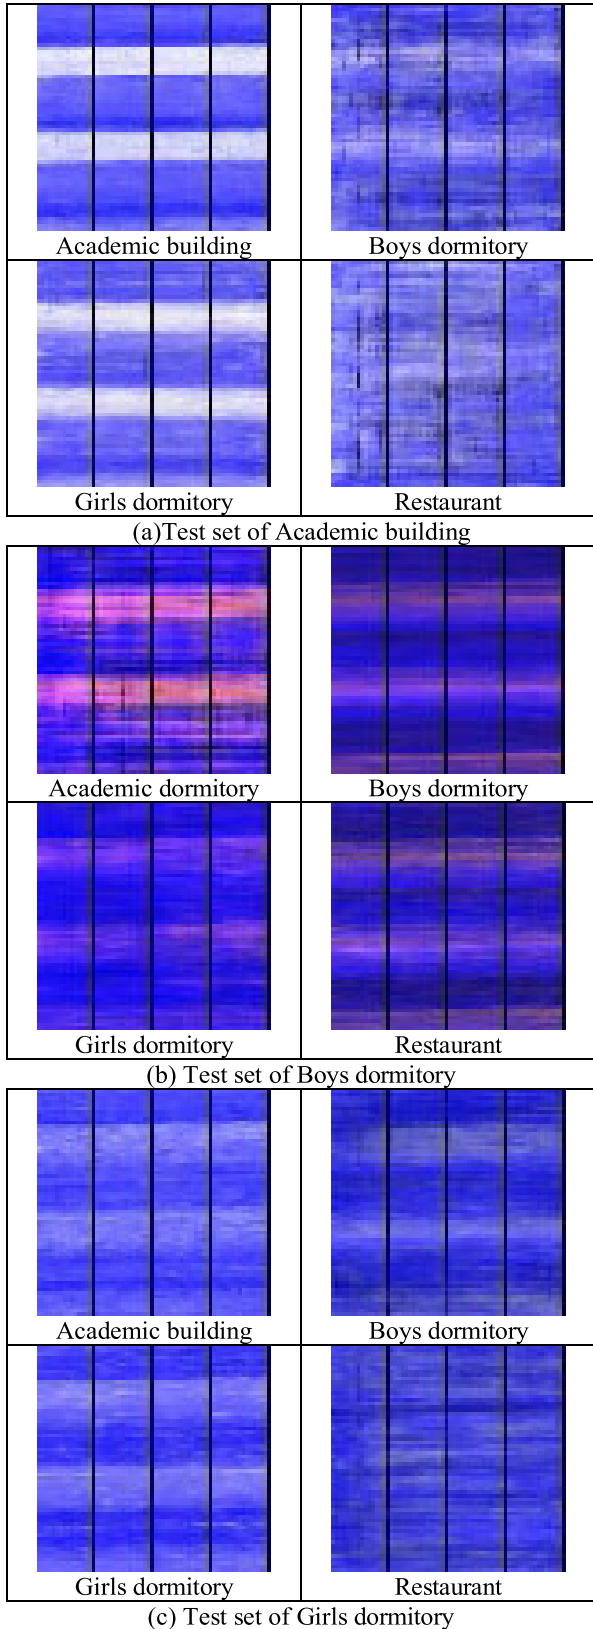 Academic building
Boys dormitory
Girls dormitory
Restaurant
(a)Test set of Academic building
Academic dormitory
Boys dormitory
Girls dormitory
Restaurant
(b) Test set of Boys dormitory
Academic building
Boys dormitory
Girls dormitory
Restaurant
(c) Test set of Girls dormitory